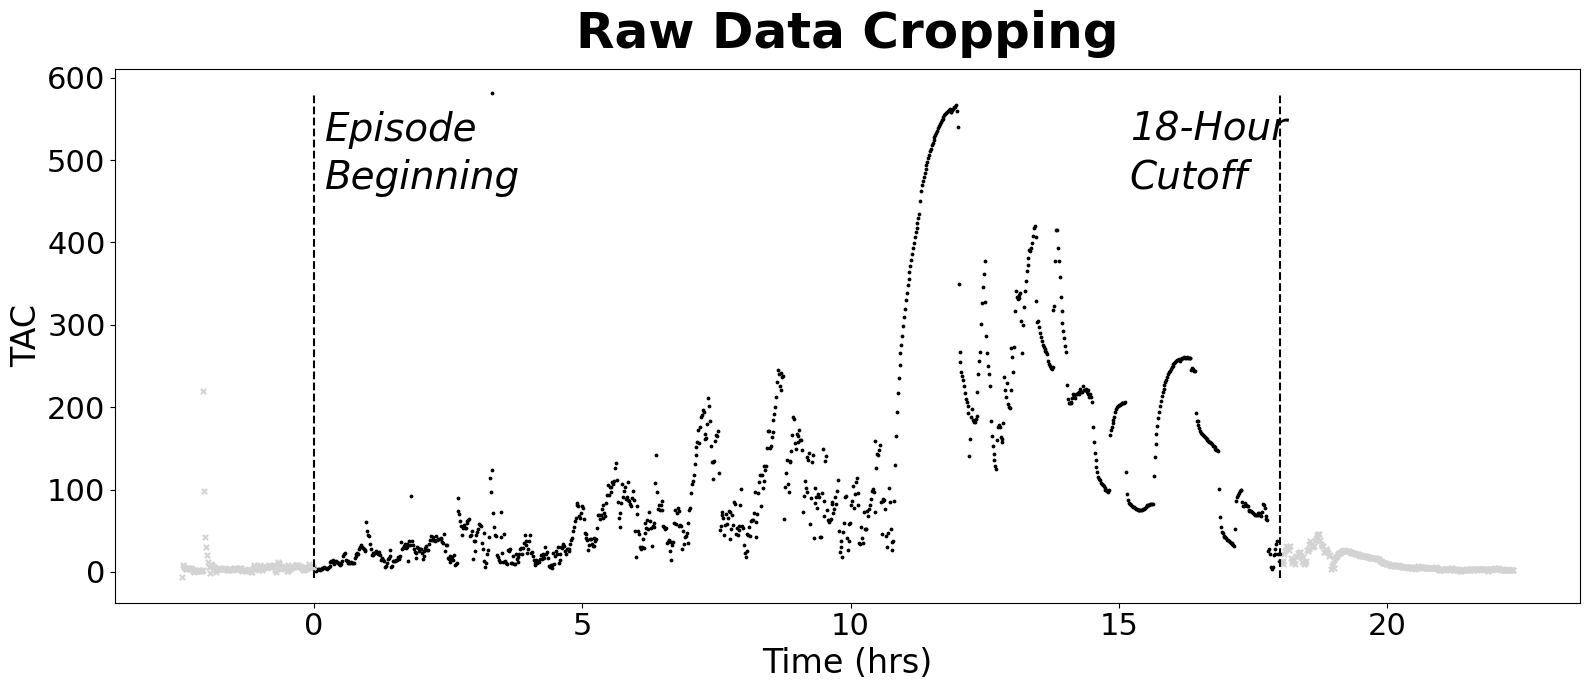 Raw Data Cropping
600
500
400
300
200
100
0
TAC
Episode
Beginning
18-Hour
Cutoff
0 5 10 15 20
Time (hrs)